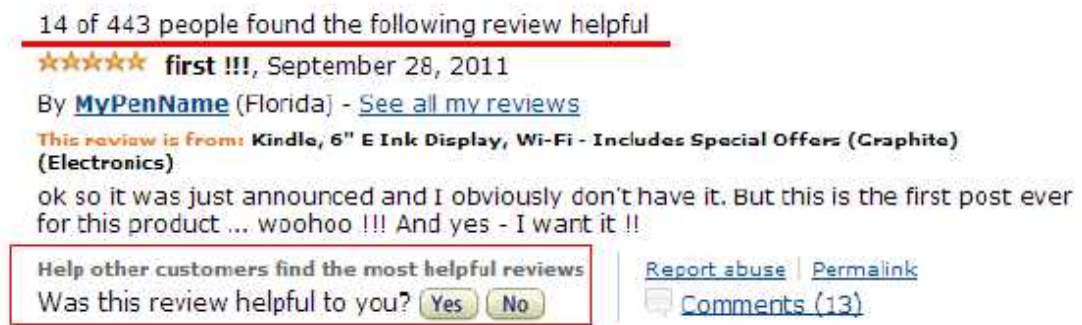 14 of 443 people found the following review helpful
first !!!, September 28, 2011
By MyPenName (Florida) - See all my reviews
This review is from: Kindle, 6" E Ink Display, Wi-Fi - Includes Special Offers (Graphite)
(Electronics)
ok so it was just announced and I obviously don't have it. But this is the first post ever
for this product ... woohoo !!! And yes - I want it !!
Help other customers find the most helpful reviews
Was this review helpful to you? Yes No
Report abuse | Permalink
Comments (13)